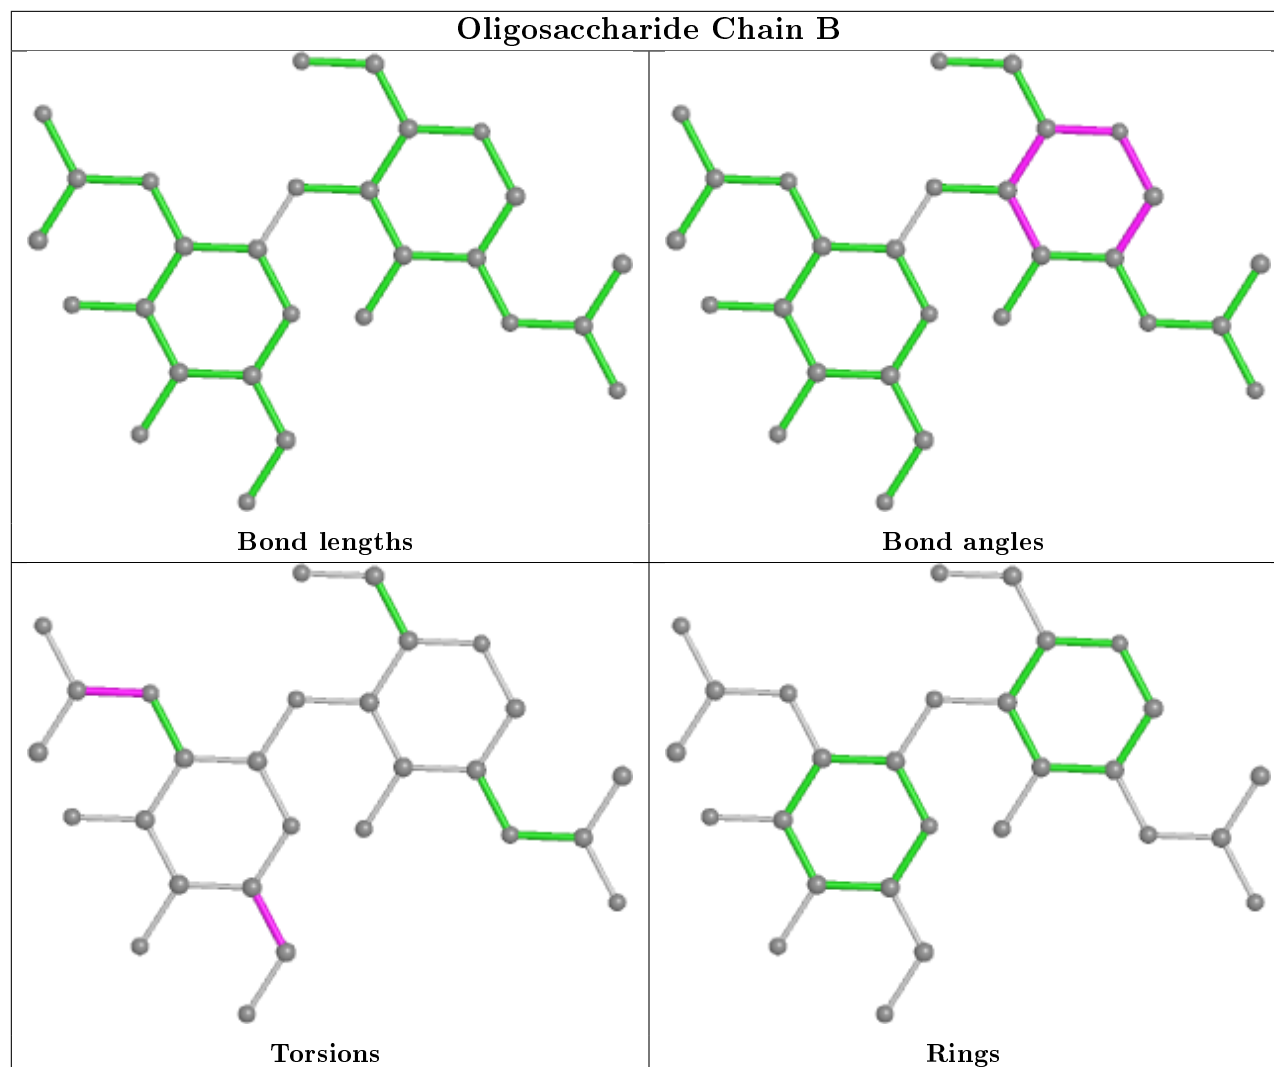 Oligosaccharide Chain B
Bond lengths
Bond angles
Torsions
Rings